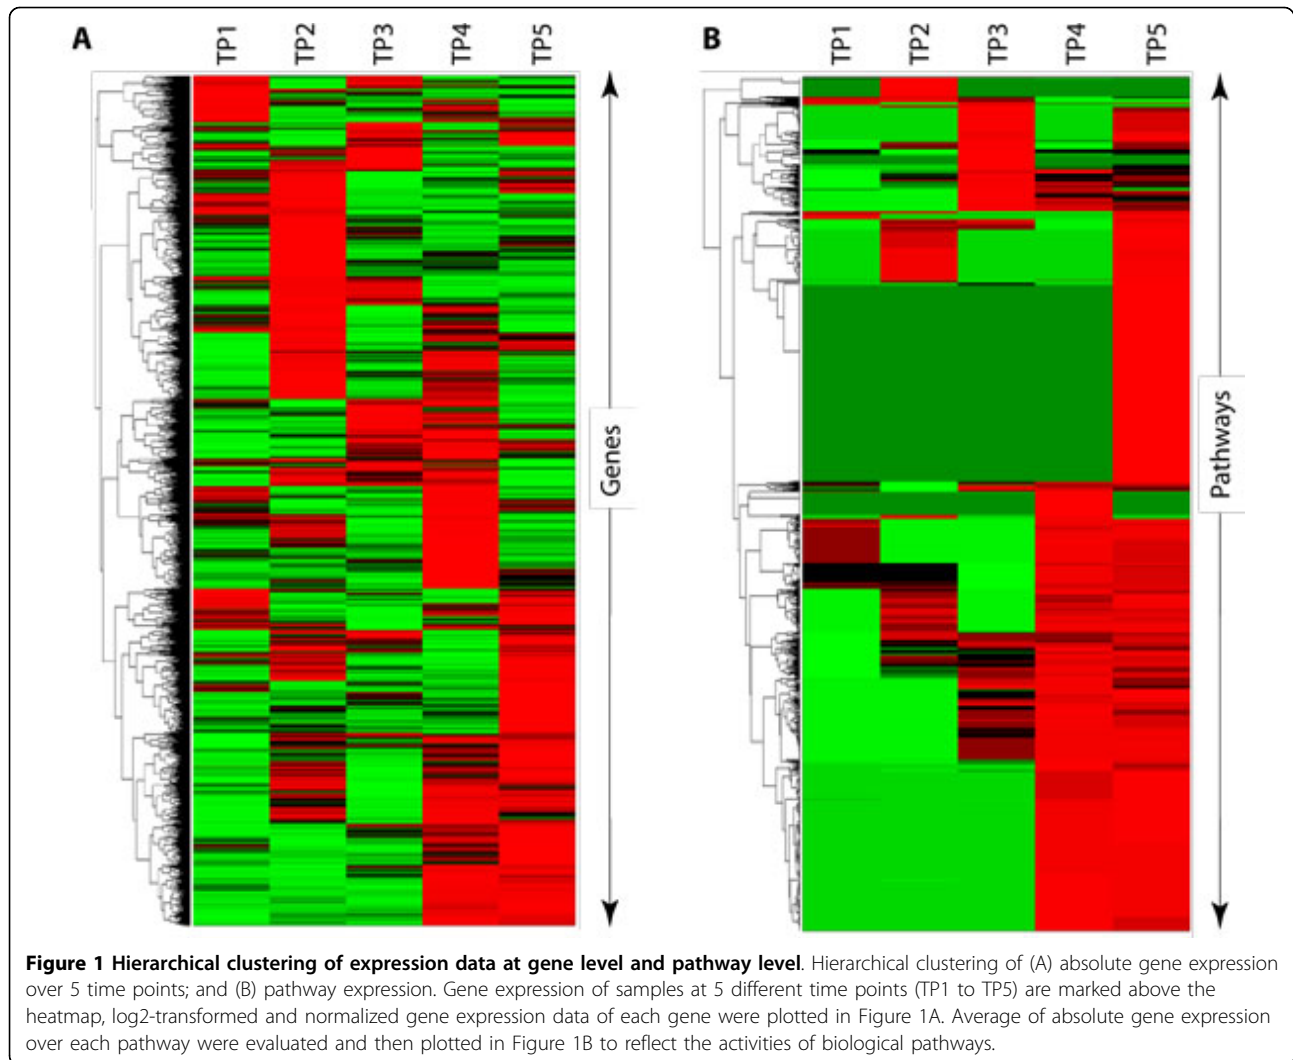 A
TP1
TP2
TP3
TP4
TP5
Genes
B
TP1
TP2
TP3
TP4
TP5
Pathways
Figure 1 Hierarchical clustering of expression data at gene level and pathway level. Hierarchical clustering of (A) absolute gene expression
over 5 time points; and (B) pathway expression. Gene expression of samples at 5 different time points (TP1 to TP5) are marked above the
heatmap, log2-transformed and normalized gene expression data of each gene were plotted in Figure 1A. Average of absolute gene expression
over each pathway were evaluated and then plotted in Figure 1B to reflect the activities of biological pathways.